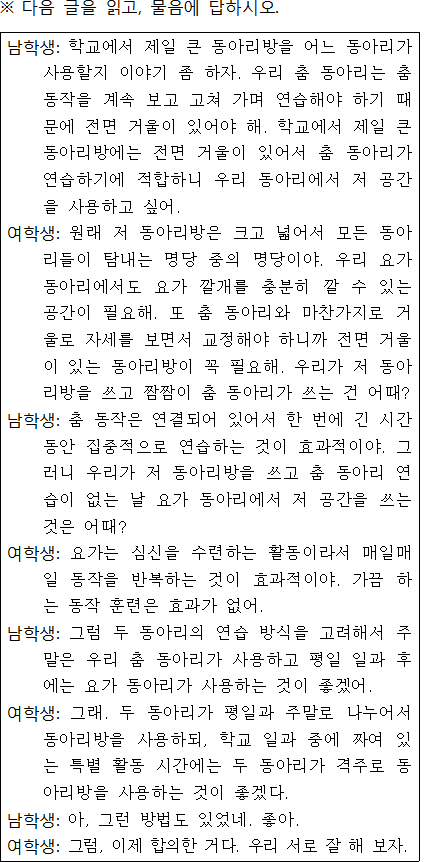 ※ 다음 글을 읽고, 물음에 답하시오.
남학생: 학교에서 제일 큰 동아리방을 어느 동아리가
사용할지 이야기 좀 하자. 우리 춤 동아리는 춤
동작을 계속 보고 고쳐 가며 연습해야 하기 때
문에 전면 거울이 있어야 해. 학교에서 제일 큰
동아리방에는 전면 거울이 있어서 춤 동아리가
연습하기에 적합하니 우리 동아리에서 저 공간
을 사용하고 싶어.
여학생: 원래 저 동아리방은 크고 넓어서 모든 동아
리들이 탐내는 명당 중의 명당이야. 우리 요가
동아리에서도 요가 깔개를 충분히 깔 수 있는
공간이 필요해. 또 춤 동아리와 마찬가지로 거
울로 자세를 보면서 교정해야 하니까 전면 거울
이 있는 동아리방이 꼭 필요해. 우리가 저 동아
리방을 쓰고 짬짬이 춤 동아리가 쓰는 건 어때?
남학생: 춤 동작은 연결되어 있어서 한 번에 긴 시간
동안 집중적으로 연습하는 것이 효과적이야. 그
러니 우리가 저 동아리방을 쓰고 춤 동아리 연
습이 없는 날 요가 동아리에서 저 공간을 쓰는
것은 어때?
여학생: 요가는 심신을 수련하는 활동이라서 매일매
일 동작을 반복하는 것이 효과적이야. 가끔 하
는 동작 훈련은 효과가 없어.
남학생: 그럼 두 동아리의 연습 방식을 고려해서 주
말은 우리 춤 동아리가 사용하고 평일 일과 후
에는 요가 동아리가 사용하는 것이 좋겠어.
여학생: 그래. 두 동아리가 평일과 주말로 나누어서
동아리방을 사용하되, 학교 일과 중에 짜여 있
는 특별 활동 시간에는 두 동아리가 격주로 동
아리방을 사용하는 것이 좋겠다.
남학생: 아, 그런 방법도 있었네. 좋아.
여학생: 그럼, 이제 합의한 거다. 우리 서로 잘 해 보자.